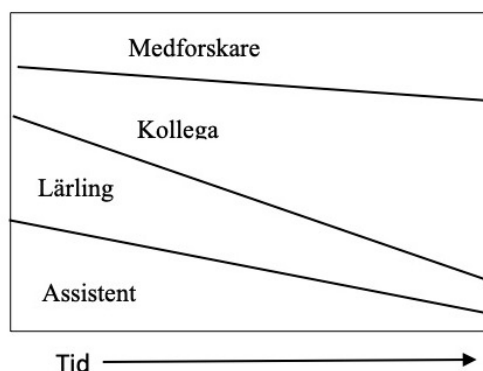 Medforskare
Kollega
Lärling
Assistent
Tid